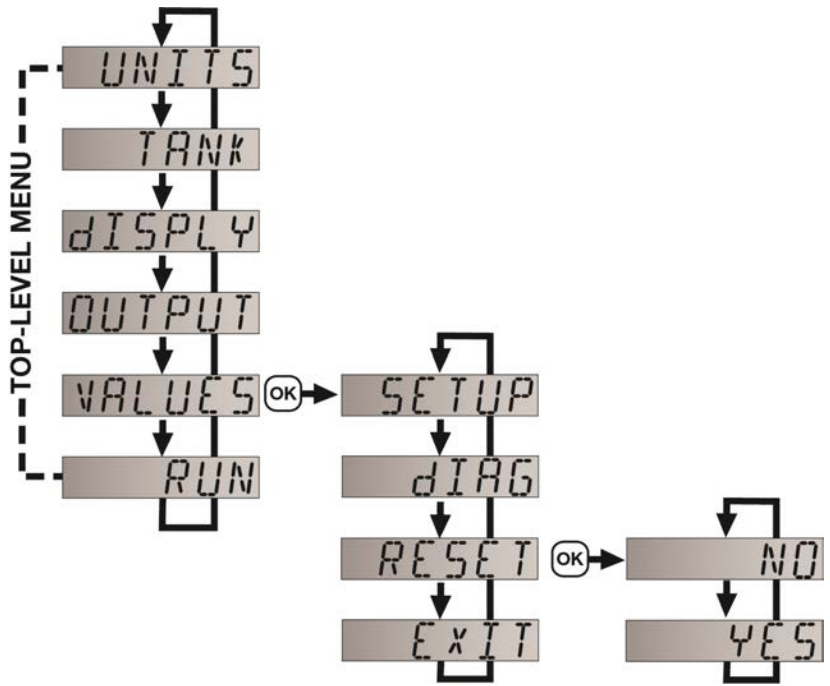 UNITS
TANK
dISPLY
OUTPUT
VALUES
RUN
TOP-LEVEL MENU
OK
SETUP
dIAG
RESET
ExIT
OK
NO
YES